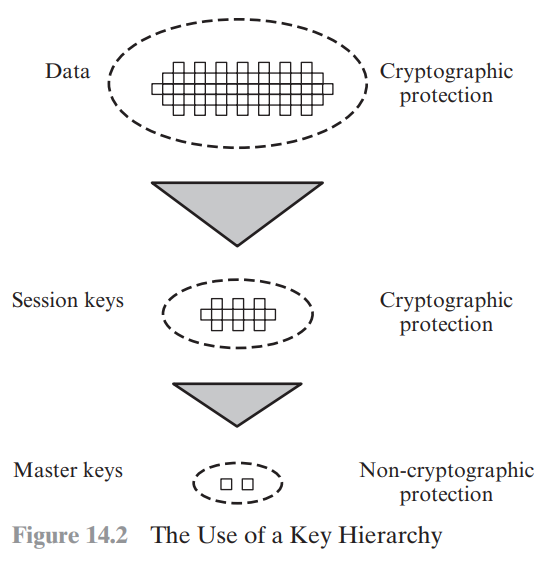 Data
Cryptographic
protection
Session keys
Cryptographic
protection
Master keys
Non-cryptographic
protection
Figure 14.2 The Use of a Key Hierarchy